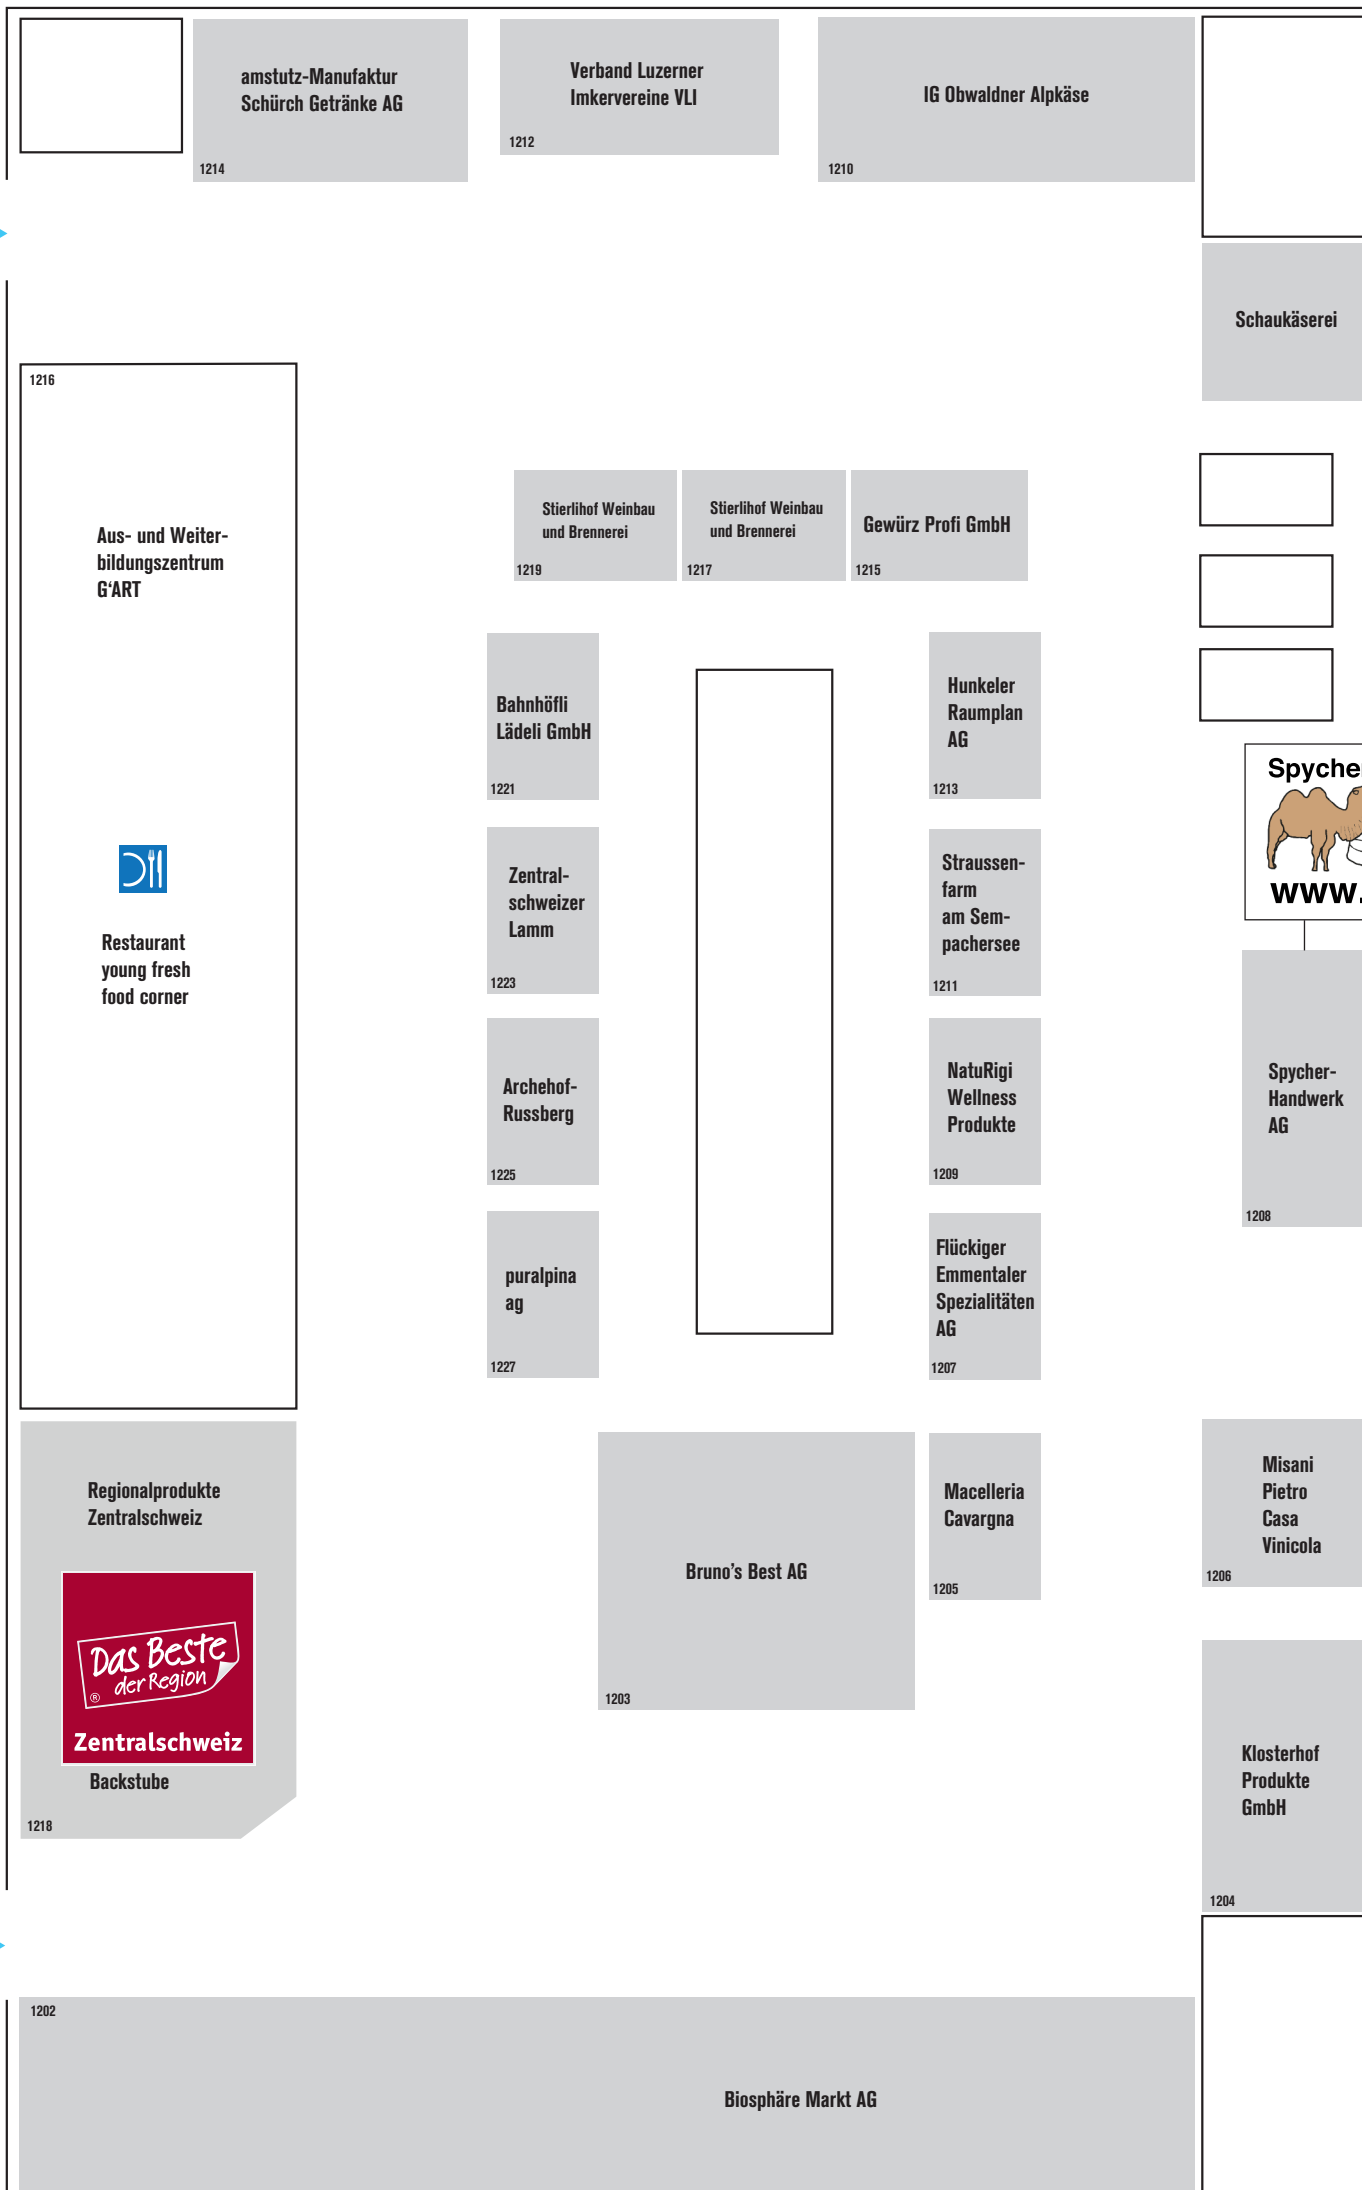 amstutz-Manufaktur
Schürch Getränke AG
1214
Verband Luzerner
Imkervereine VLI
1212
IG Obwaldner Alpkäse
1210
Schaukäserei
1216
Aus- und Weiter-
bildungszentrum
G‘ART
Restaurant
young fresh
food corner
Stierlihof Weinbau
und Brennerei
1219
Stierlihof Weinbau
und Brennerei
1217
Gewürz Profi GmbH
1215
Bahnhöfli
Lädeli GmbH
1221
Hunkeler
Raumplan
AG
1213
Zentral-
schweizer
Lamm
1223
Straussen-
farm
am Sem-
pachersee
1211
Archehof-
Russberg
1225
NatuRigi
Wellness
Produkte
1209
puralpina
ag
1227
Flückiger
Emmentaler
Spezialitäten
AG
1207
www.
Spycher-
Handwerk
AG
1208
Regionalprodukte
Zentralschweiz
Das Beste
der Region
®
Zentralschweiz
Backstube
1218
Bruno’s Best AG
1203
Macelleria
Cavargna
1205
Misani
Pietro
Casa
Vinicola
1206
Klosterhof
Produkte
GmbH
1204
1202
Biosphäre Markt AG